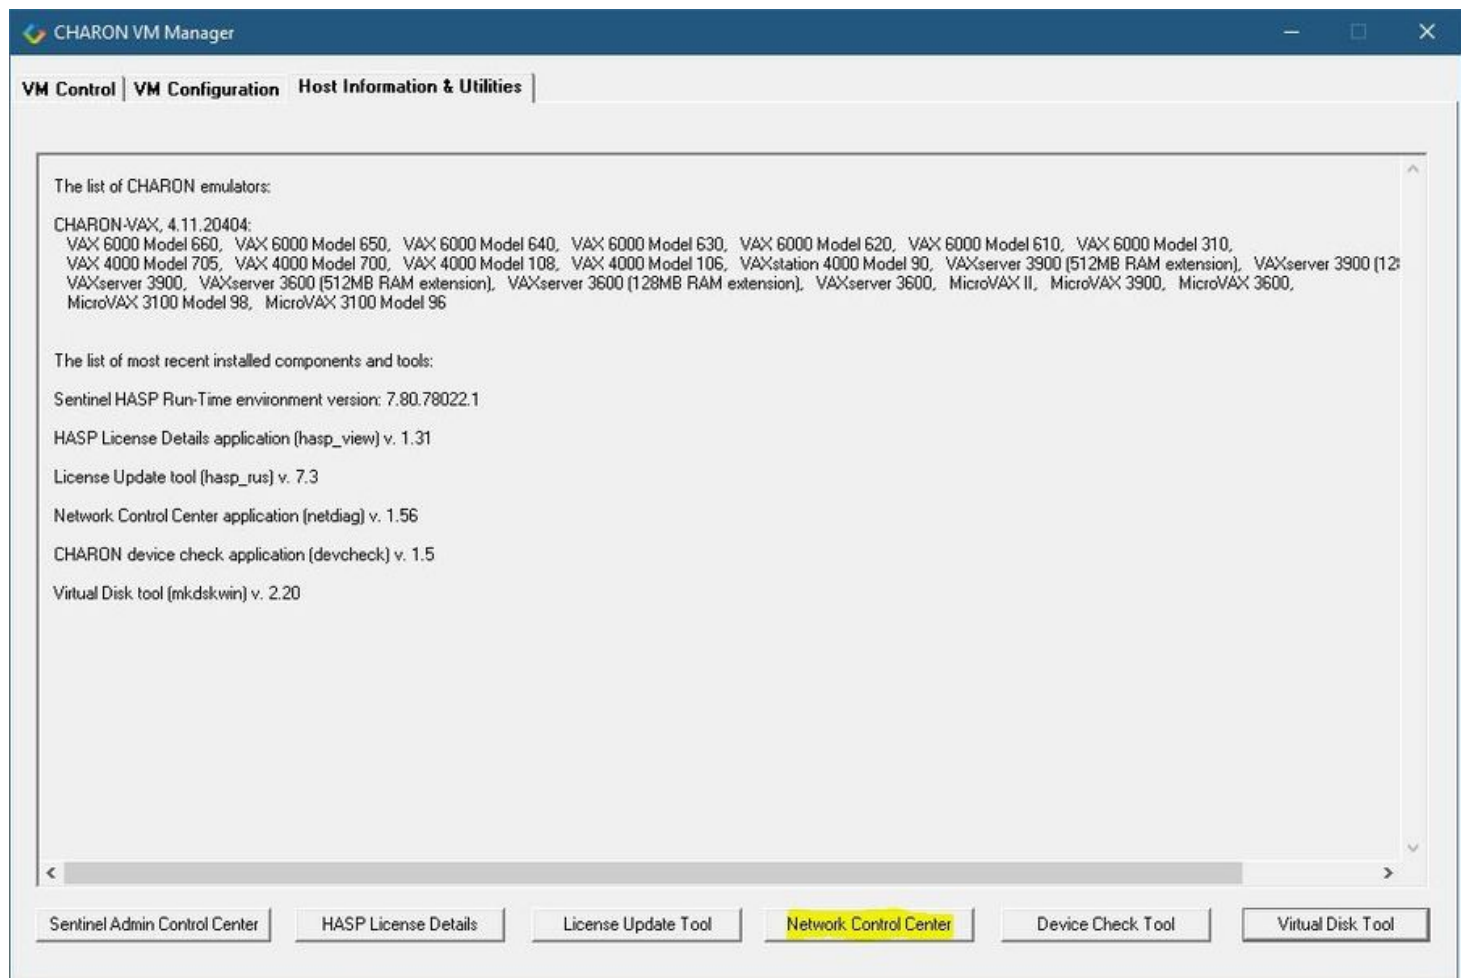 CHARON VM Manager
VM Control VM Configuration Host Information & Utilities
The list of CHARON emulators:
CHARON-VAX, 4.11.20404:
VAX 6000 Model 660, VAX 6000 Model 650, VAX 6000 Model 640, VAX 6000 Model 630, VAX 6000 Model 620, VAX 6000 Model 610, VAX 6000 Model 310,
VAX 4000 Model 705, VAX 4000 Model 700, VAX 4000 Model 108, VAX 4000 Model 106, VAXstation 4000 Model 90, VAXserver 3900 (512MB RAM extension), VAXserver 3900 (12
VAXserver 3900, VAXserver 3600 (512MB RAM extension), VAXserver 3600 (128MB RAM extension), VAXserver 3600, MicroVAX II, MicroVAX 3900, MicroVAX 3600,
MicroVAX 3100 Model 98, MicroVAX 3100 Model 96
The list of most recent installed components and tools:
Sentinel HASP Run-Time environment version: 7.80.78022.1
HASP License Details application (hasp_view) v. 1.31
License Update tool (hasp_rus) v. 7.3
Network Control Center application (netdiag) v. 1.56
CHARON device check application (devcheck) v. 1.5
Virtual Disk tool (mkdskwin) v. 2.20
Sentinel Admin Control Center HASP License Details License Update Tool Network Control Center Device Check Tool Virtual Disk Tool